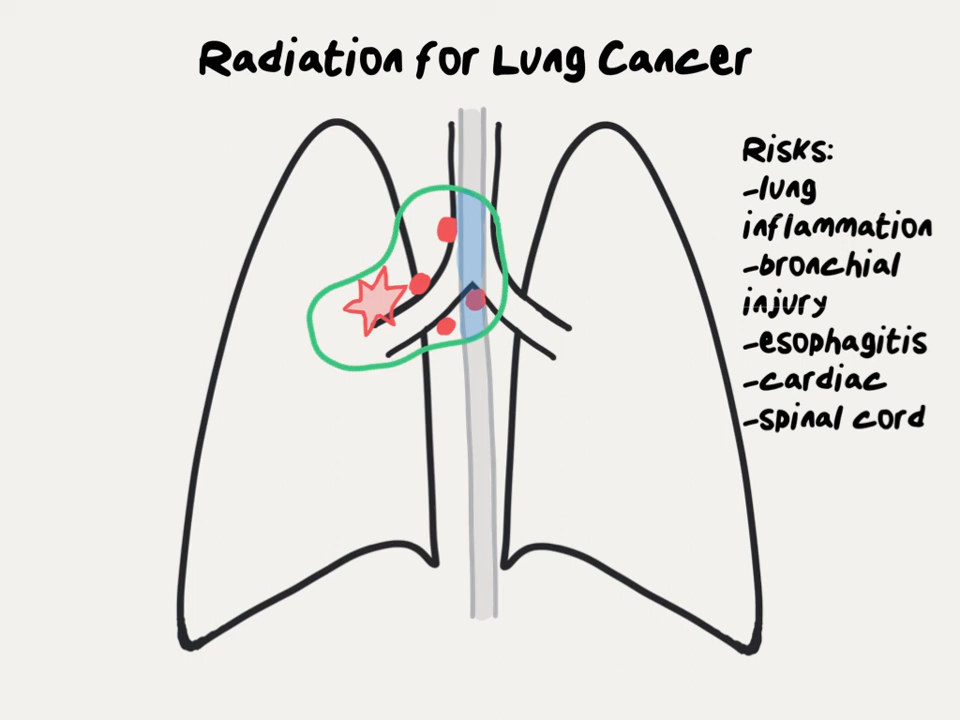 Radiation for Lung Cancer
Risks:
-lung
inflammation
-bronchial
injury
-esophagitis
-cardiac
-spinal cord